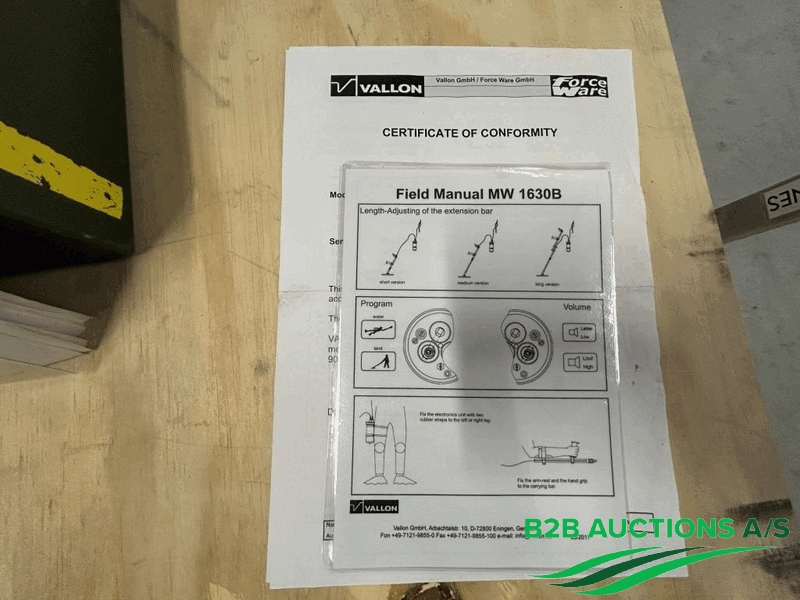 VALLON
Vallon GmbH / Force Ware GmbH
Force Ware
CERTIFICATE OF CONFORMITY
Field Manual MW 1630B
Length-Adjusting of the extension bar
short version
medium version
long version
Program
Volume
water
land
Leise
Low
Lauf
High
Fix the electronics unit with two
rubber straps to the left or right leg.
Fix the arm-rest and the hand grip
to the carrying bar.
VALLON
Vallon GmbH, Arbachtalstr. 10, D-72800 Eningen,
Fon +49-7121-9855-0 Fax +49-7121-9855-100 e-mail:
B2B AUCTIONS A/S